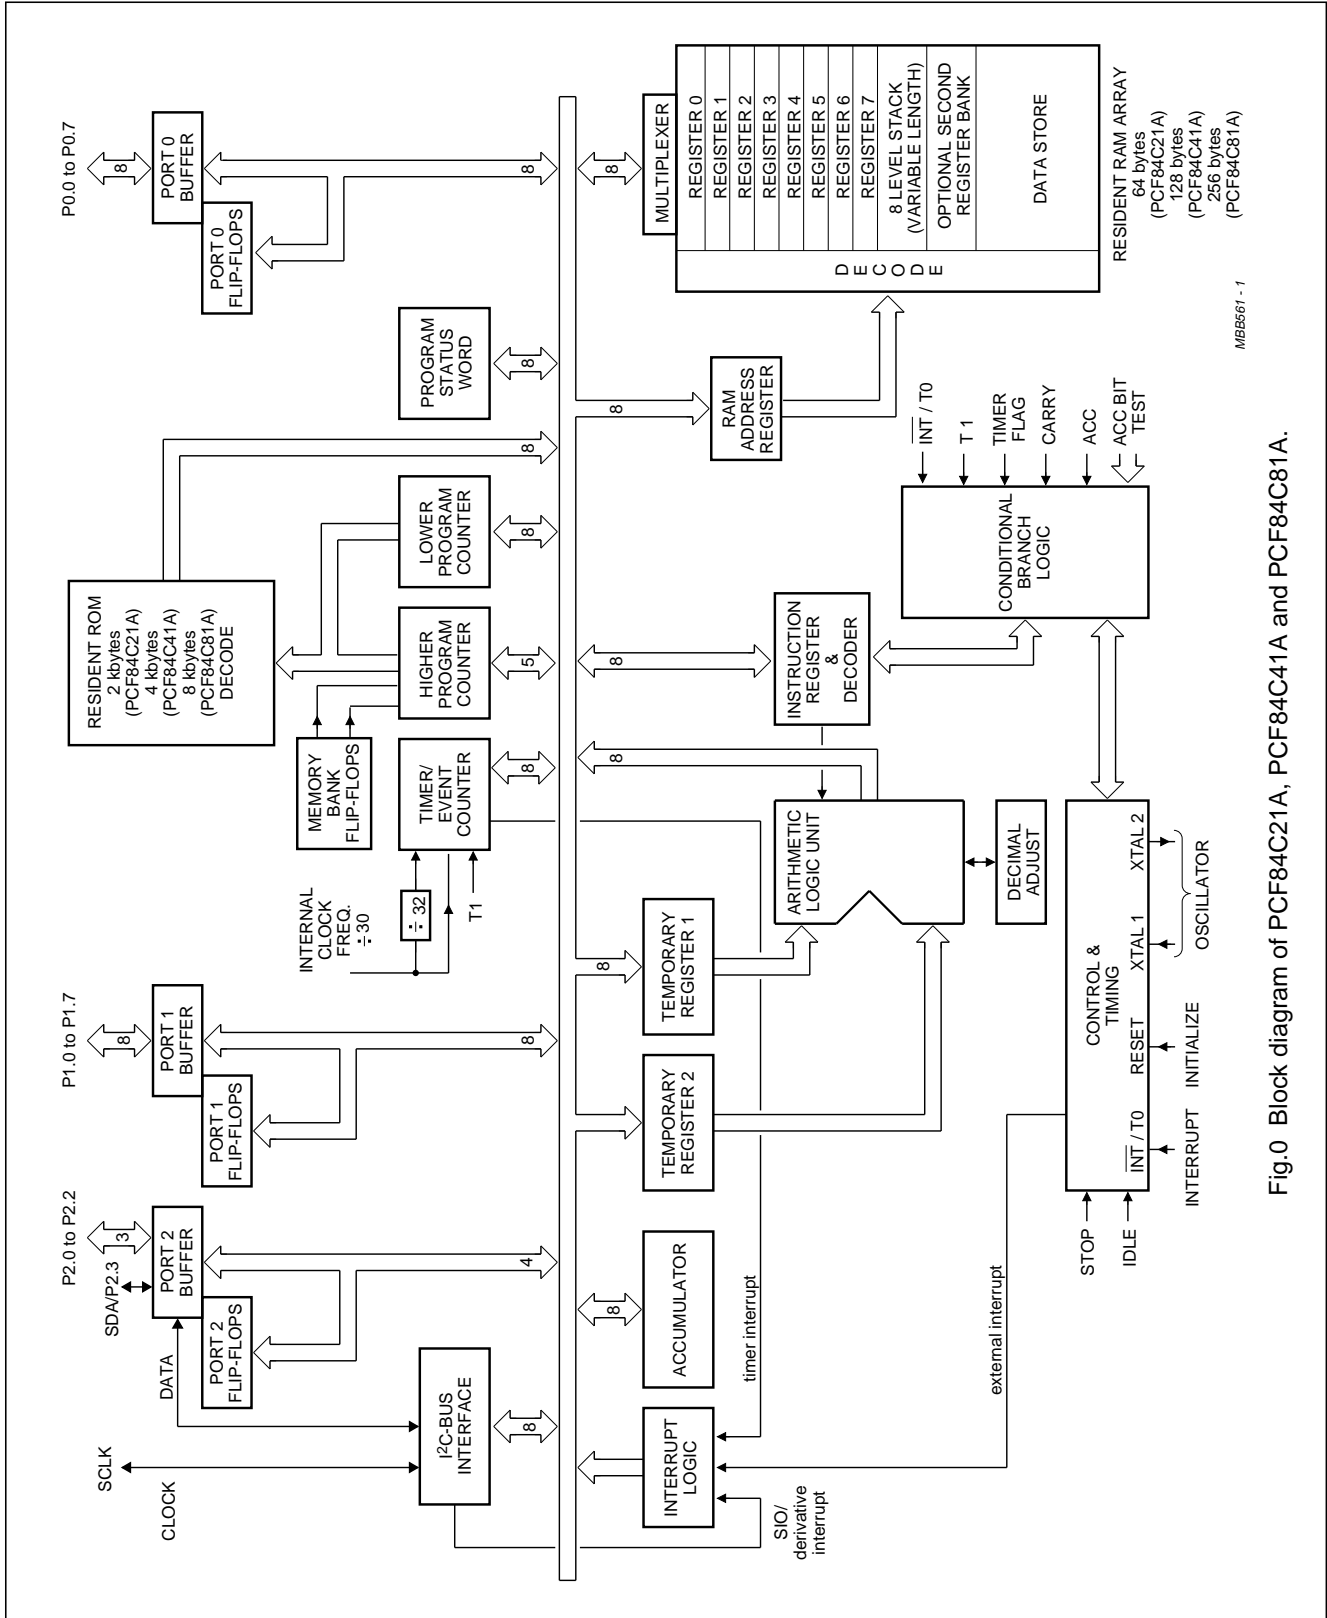 P2.0 to P2.2
P1.0 to P1.7
P0.0 to P0.7
SDA/P2.3
3
8
8
SCLK
CLOCK
DATA
PORT 2
BUFFER
PORT 2
FLIP-FLOPS
PORT 1
BUFFER
PORT 1
FLIP-FLOPS
PORT 0
BUFFER
PORT 0
FLIP-FLOPS
RESIDENT ROM
2 kbytes
(PCF84C21A)
4 kbytes
(PCF84C41A)
8 kbytes
(PCF84C81A)
DECODE
INTERNAL
CLOCK
FREQ.
÷ 30
÷ 32
T1
MEMORY
BANK
FLIP-FLOPS
I²C-BUS
INTERFACE
TIMER/
EVENT
COUNTER
HIGHER
PROGRAM
COUNTER
LOWER
PROGRAM
COUNTER
PROGRAM
STATUS
WORD
8
4
8
8
5
8
8
8
8
8
8
8
8
8
8
INTERRUPT
LOGIC
ACCUMULATOR
TEMPORARY
REGISTER 2
TEMPORARY
REGISTER 1
SIO/
derivative
interrupt
timer interrupt
external interrupt
ARITHMETIC
LOGIC UNIT
DECIMAL
ADJUST
INSTRUCTION
REGISTER
&
DECODER
RAM
ADDRESS
REGISTER
MULTIPLEXER
DECODE
REGISTER 0
REGISTER 1
REGISTER 2
REGISTER 3
REGISTER 4
REGISTER 5
REGISTER 6
REGISTER 7
8 LEVEL STACK
(VARIABLE LENGTH)
OPTIONAL SECOND
REGISTER BANK
DATA STORE
RESIDENT RAM ARRAY
64 bytes
(PCF84C21A)
128 bytes
(PCF84C41A)
256 bytes
(PCF84C81A)
CONDITIONAL
BRANCH
LOGIC
INT / T0
T 1
TIMER
FLAG
CARRY
ACC
ACC BIT
TEST
STOP
IDLE
CONTROL &
TIMING
INT / T0
RESET
XTAL 1
XTAL 2
INTERRUPT
INITIALIZE
OSCILLATOR
MBB561 - 1
Fig.0 Block diagram of PCF84C21A, PCF84C41A and PCF84C81A.